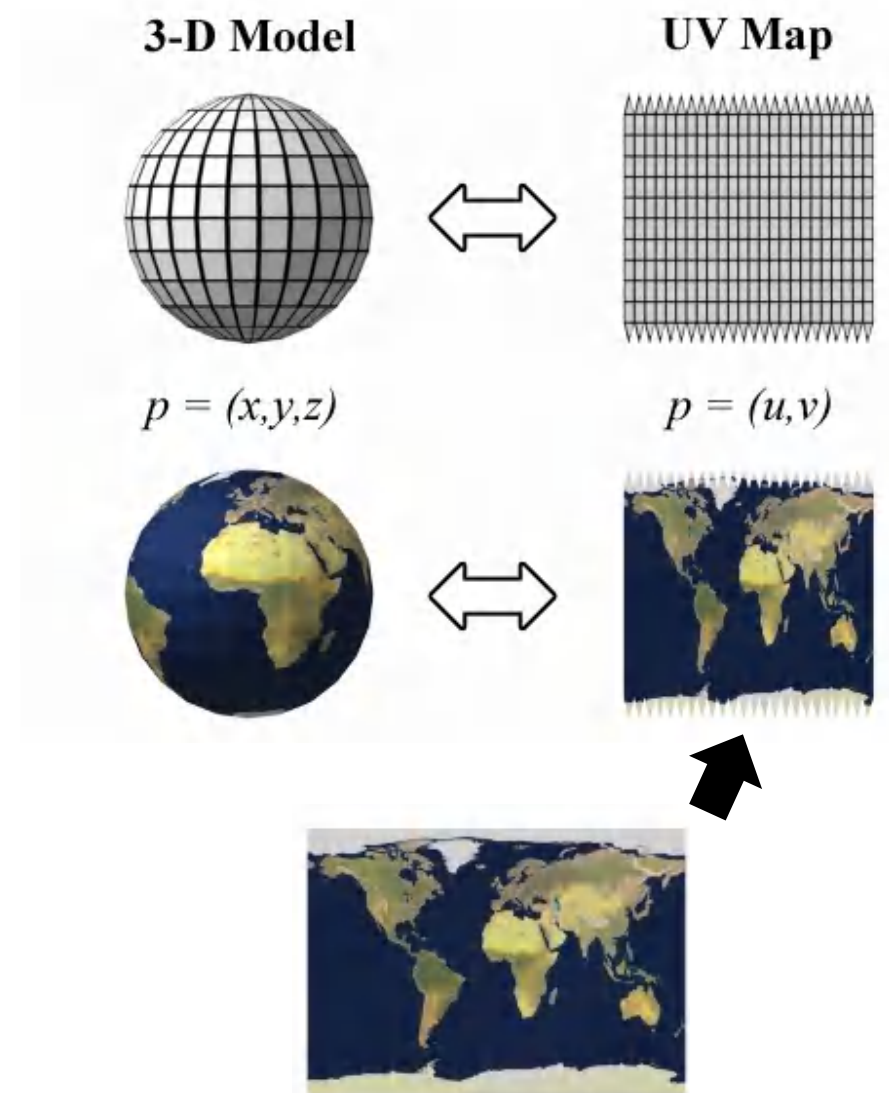 3-D Model
UV Map
p = (x,y,z)
p = (u,v)